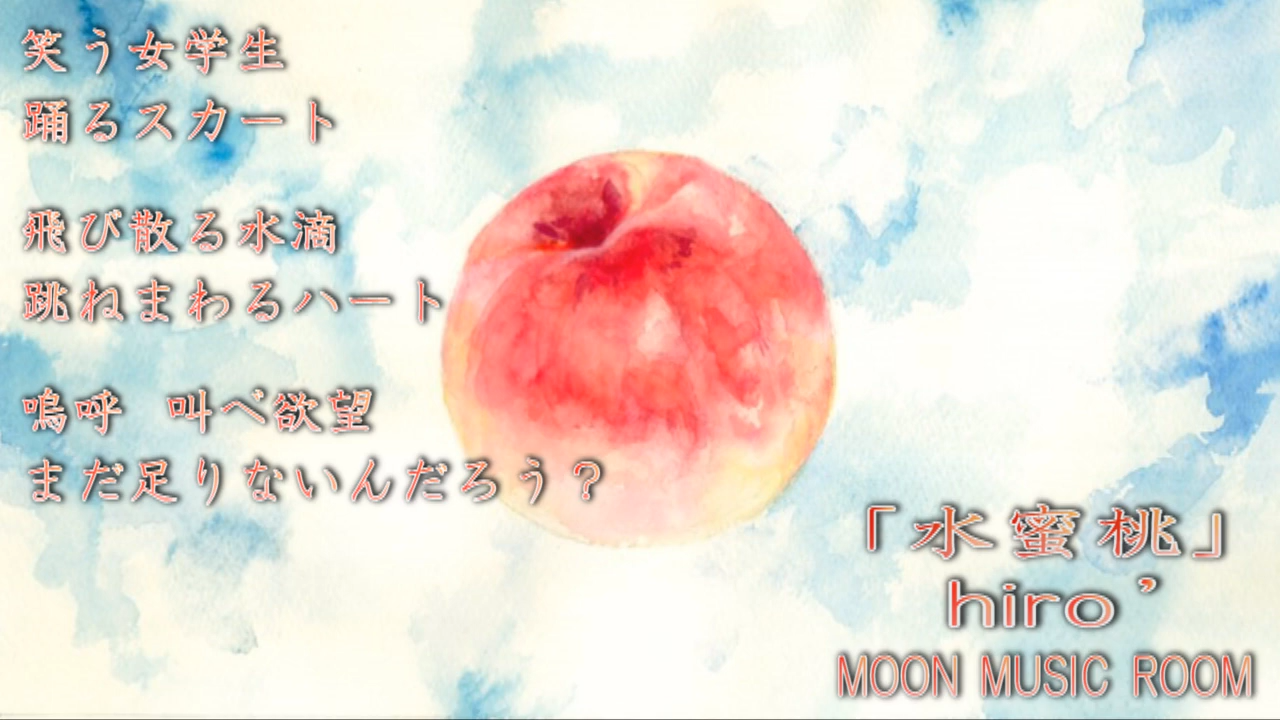 笑う女学生
踊るスカート
飛び散る水滴
跳ねまわるハート
嗚呼　叫べ欲望
まだ足りないんだろう？
「水蜜桃」
hiro’
MOON MUSIC ROOM